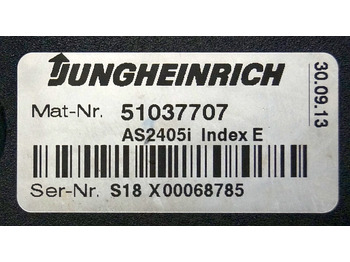 JUNGHEINRICH
Mat-Nr. 51037707
AS2405i Index E
Ser-Nr. S18 X00068785
30.09.13